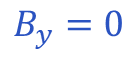 B_y = 0